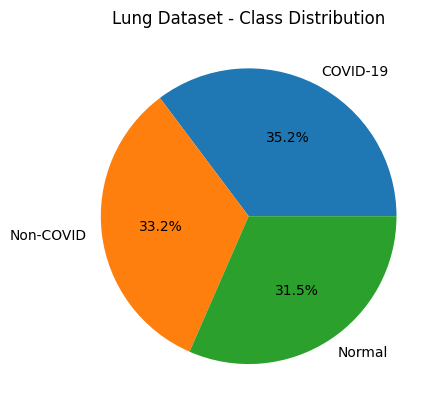 Lung Dataset - Class Distribution
COVID-19
35.2%
Non-COVID
33.2%
31.5%
Normal